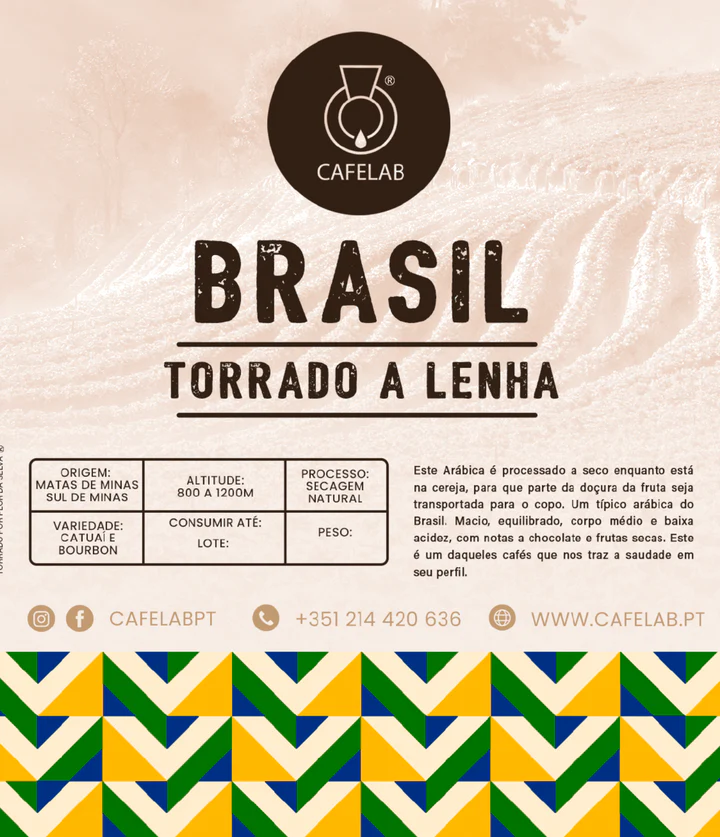 ®
CAFELAB
BRASIL
TORRADO A LENHA
ORIGEM:
MATAS DE MINAS
SUL DE MINAS
ALTITUDE:
800 A 1200M
PROCESSO:
SECAGEM
NATURAL
VARIEDADE:
CATUAÍ E
BOURBON
CONSUMIR ATÉ:
LOTE:
PESO:
Este Arábica é processado a seco enquanto está
na cereja, para que parte da doçura da fruta seja
transportada para o copo. Um típico arábica do
Brasil. Macio, equilibrado, corpo médio e baixa
acidez, com notas a chocolate e frutas secas. Este
é um daqueles cafés que nos traz a saudade em
seu perfil.
CAFELABPT
+351 214 420 636
WWW.CAFELAB.PT